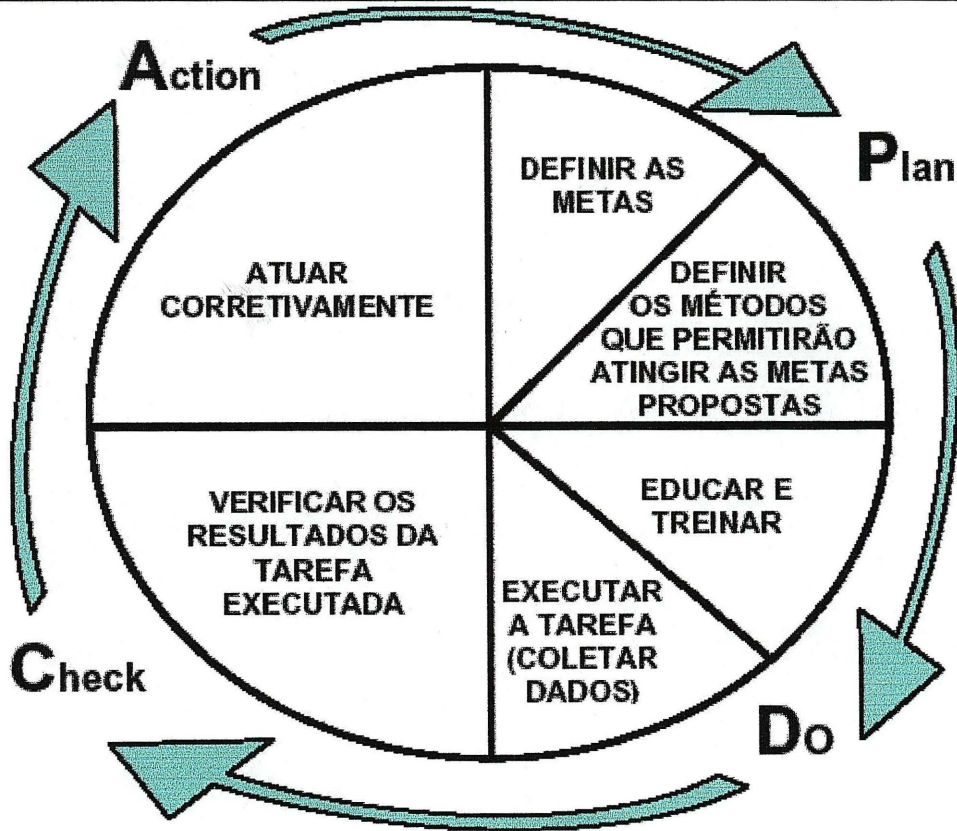 Action
Plan
DEFINIR AS
METAS
DEFINIR
OS MÉTODOS
QUE PERMITIRÃO
ATINGIR AS METAS
PROPOSTAS
EDUCAR E
TREINAR
EXECUTAR
A TAREFA
(COLETAR
DADOS)
Do
VERIFICAR OS
RESULTADOS DA
TAREFA
EXECUTADA
Check
ATUAR
CORRETIVAMENTE